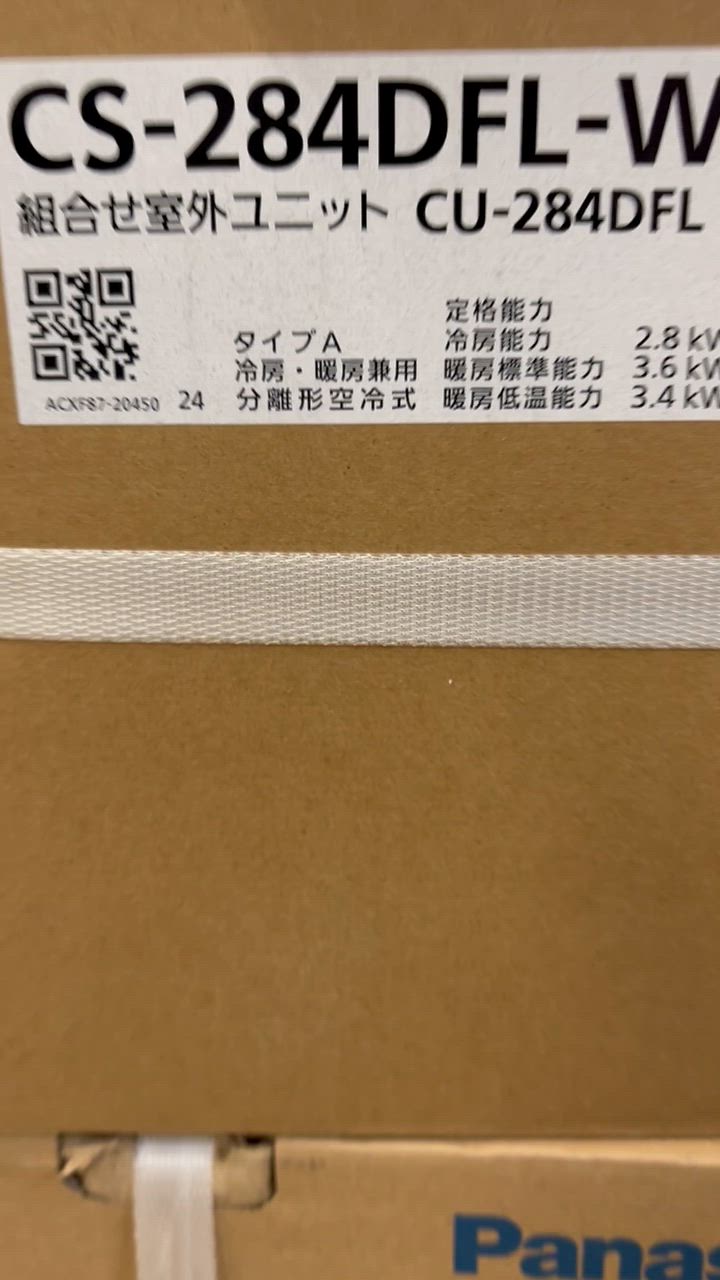 CS-284DFL-W
組合せ室外ユニット CU-284DFL
定格能力
タイプA 冷房能力 2.8 kW
冷房・暖房兼用 暖房標準能力 3.6 kW
ACXF87-20450 24 分離形空冷式 暖房低温能力 3.4 kW
Panas